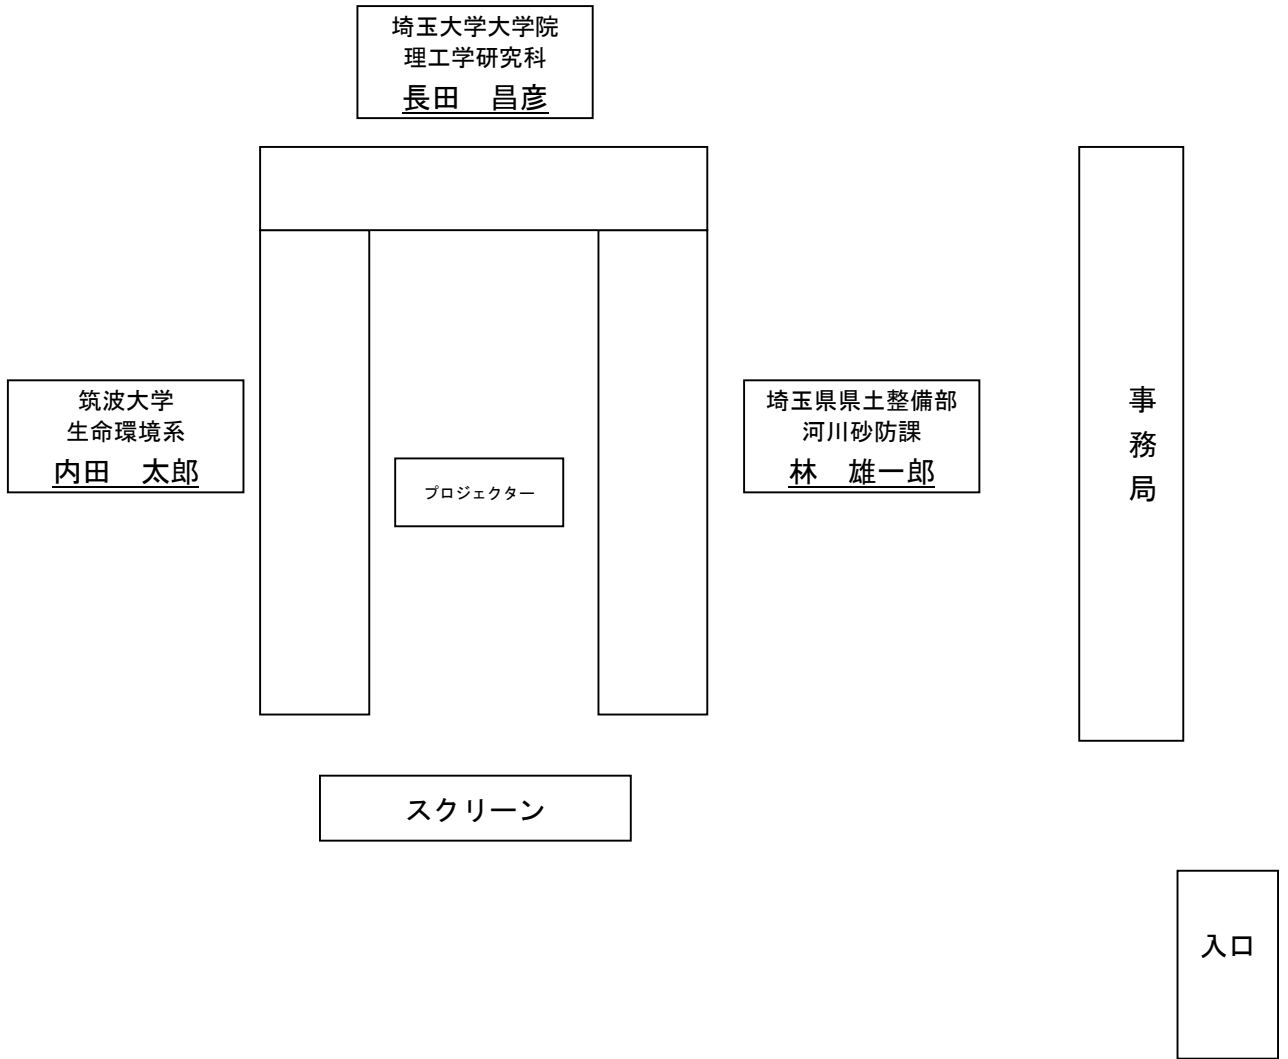 埼玉大学大学院
理工学研究科
長田　昌彦
筑波大学
生命環境系
内田　太郎
プロジェクター
埼玉県県土整備部
河川砂防課
林　雄一郎
事務局
スクリーン
入口